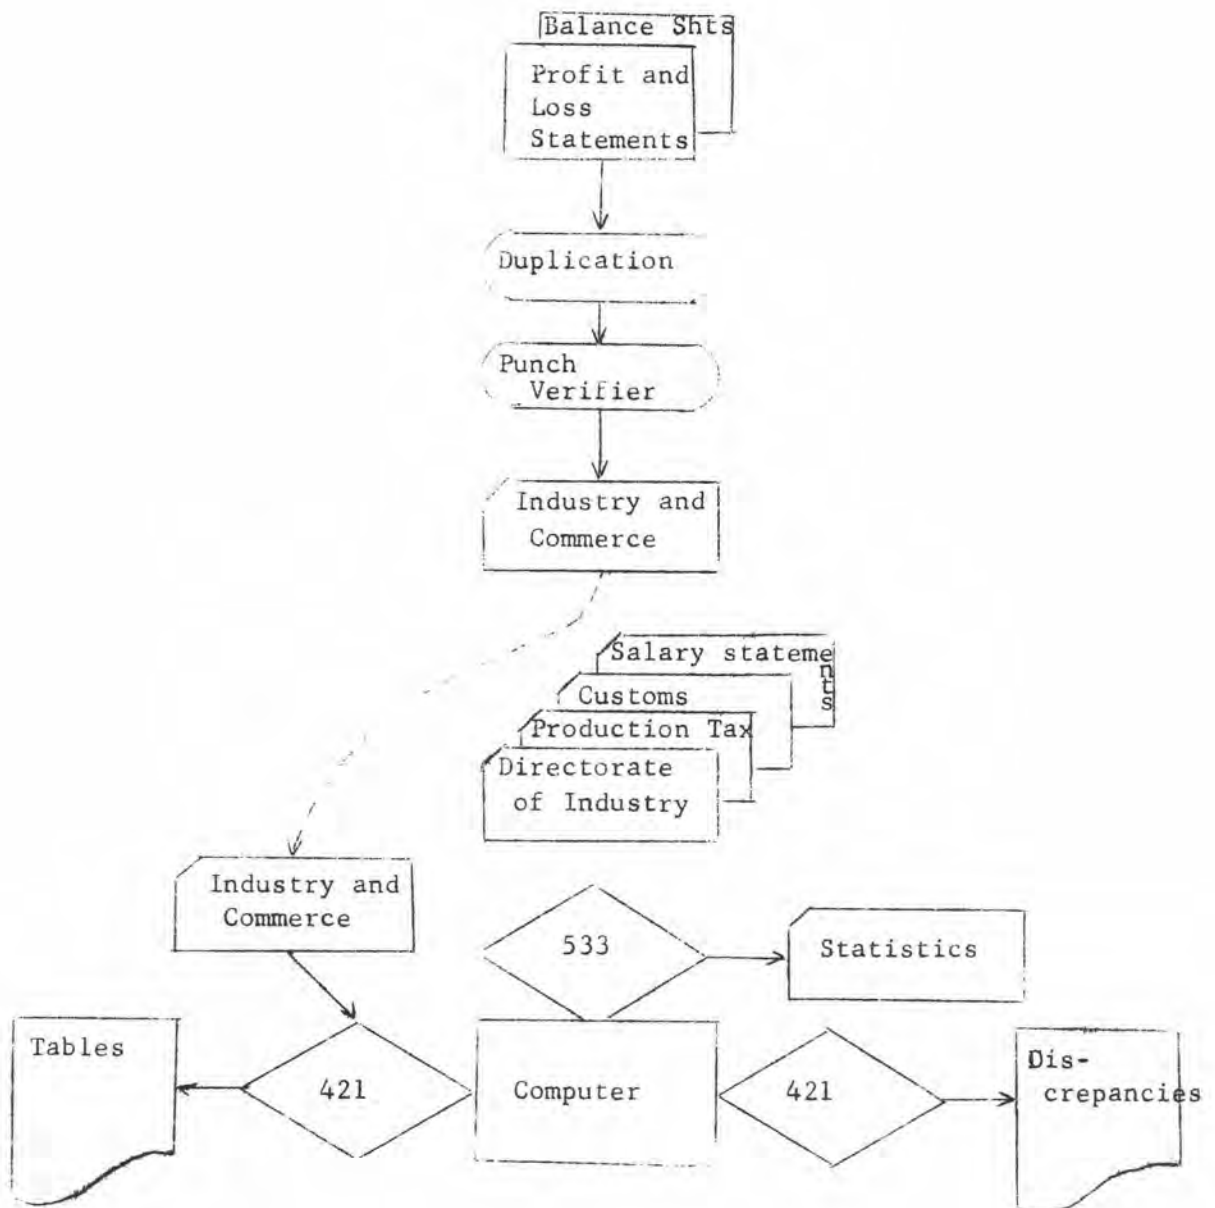 Balance Shts
Profit and
Loss
Statements
Duplication
Punch
Verifier
Industry and
Commerce
Salary statements
Customs
Production Tax
Directorate
of Industry
Industry and
Commerce
533
Statistics
Tables
421
Computer
421
Dis-
crepancies